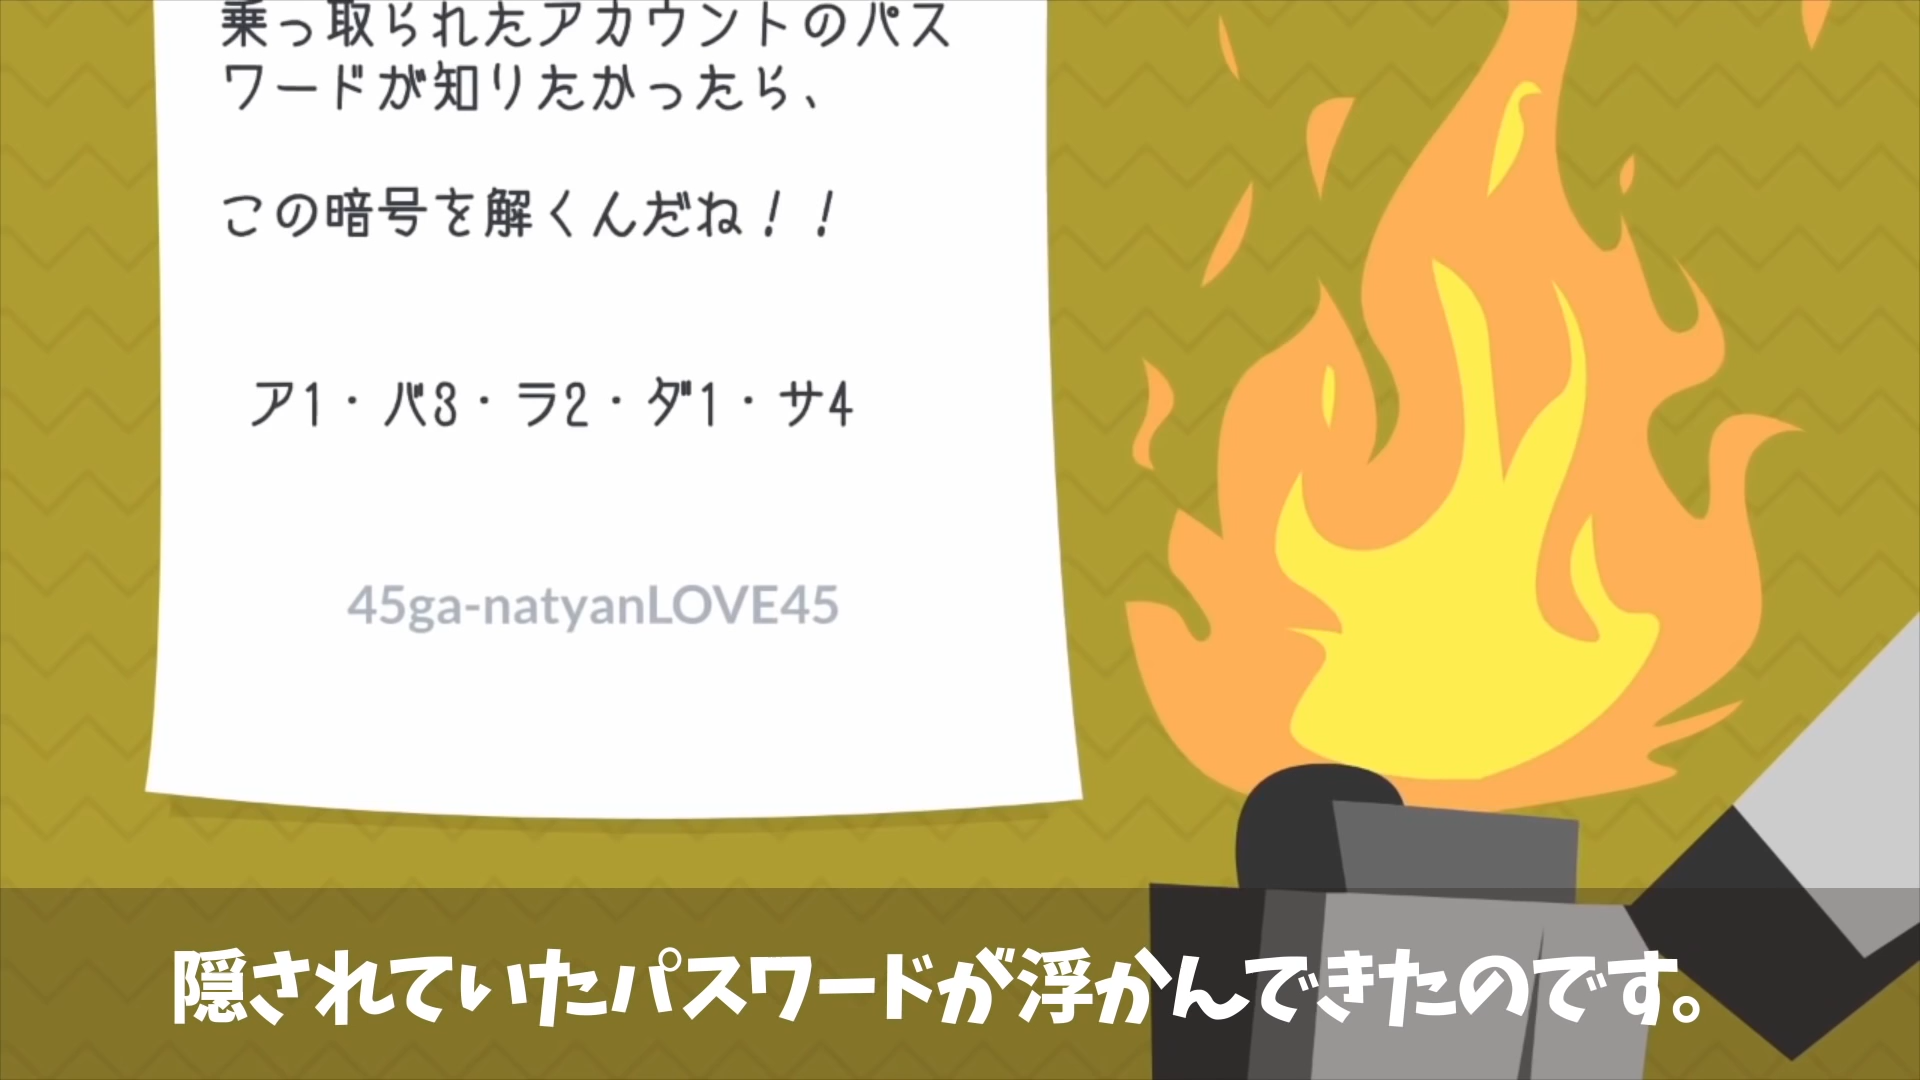 乗っ取られたアカウントのパス
ワードが知りたかったら、
この暗号を解くんだね！！
ア1・バ3・ラ2・ダ1・サ4
45ga-natyanLOVE45
隠されていたパスワードが浮かんできたのです。